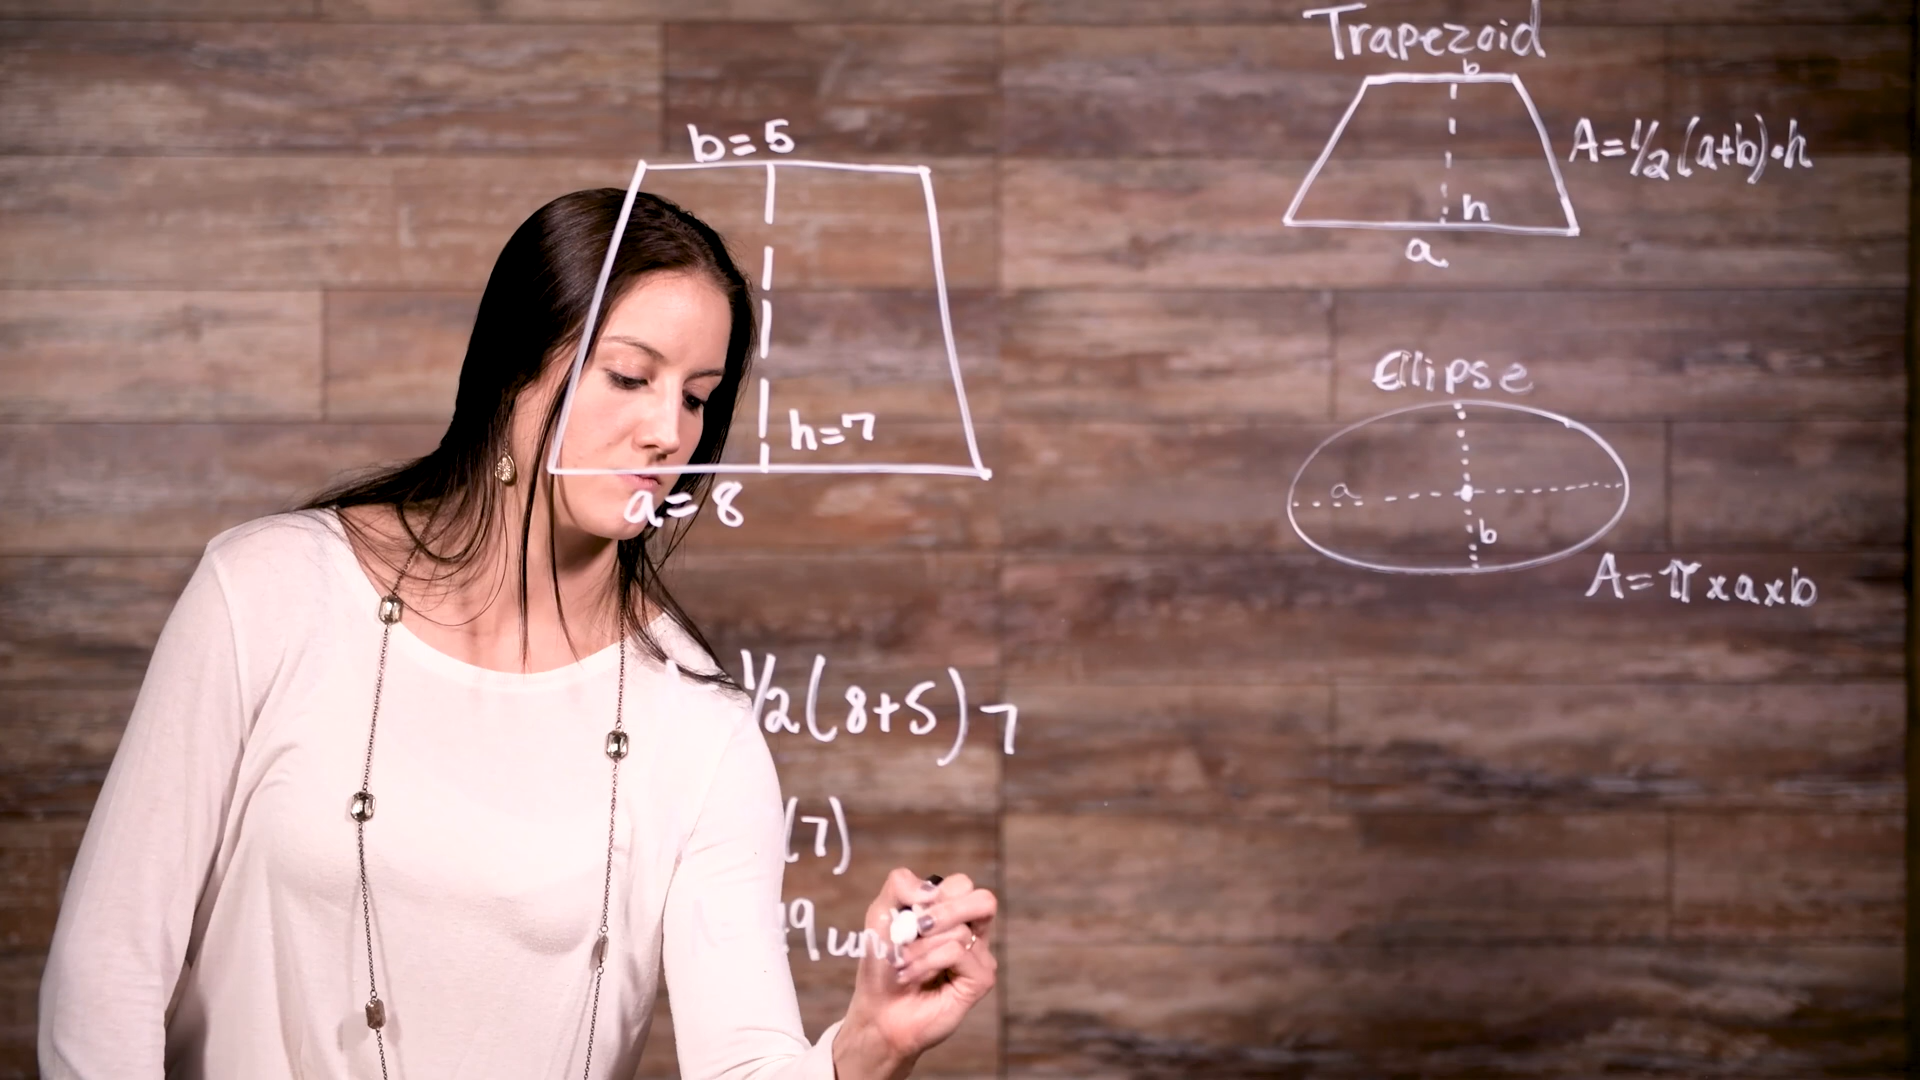 b=5
h=7
a=8
½(8+5)7
(7)
Trapezoid
b
A=½(a+b)•h
h
a
Ellipse
a
b
A=π×a×b